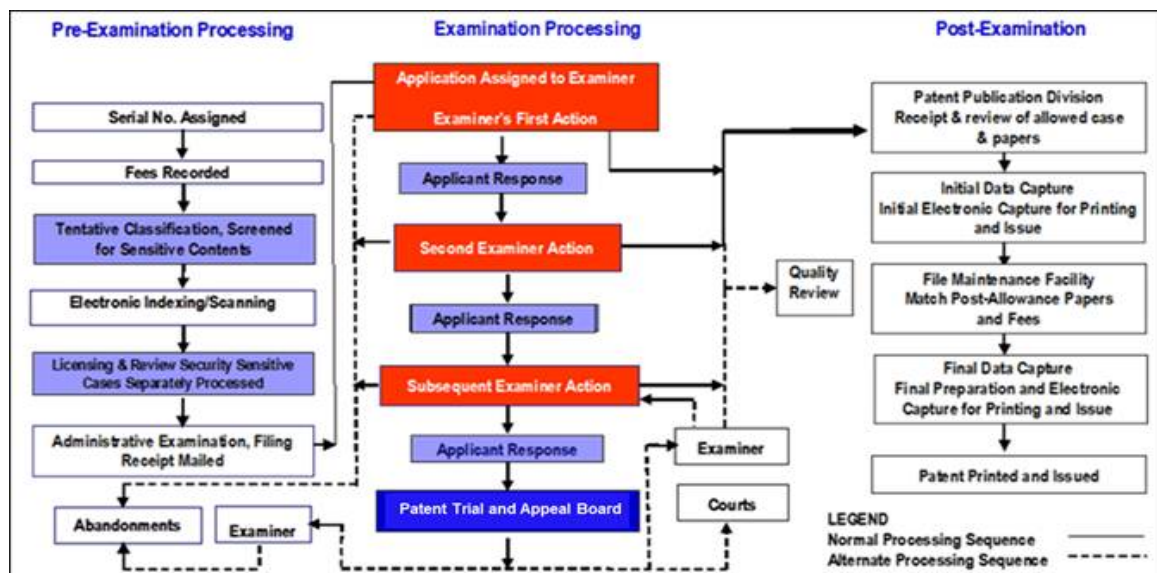 Pre-Examination Processing
Serial No. Assigned
Fees Recorded
Tentative Classification, Screened
for Sensitive Contents
Electronic Indexing/Scanning
Licensing & Review Security Sensitive
Cases Separately Processed
Administrative Examination, Filing
Receipt Mailed
Abandonments
Examiner
Examination Processing
Application Assigned to Examiner
Examiner's First Action
Applicant Response
Second Examiner Action
Applicant Response
Subsequent Examiner Action
Applicant Response
Patent Trial and Appeal Board
Quality
Review
Examiner
Courts
Post-Examination
Patent Publication Division
Receipt & review of allowed case
& papers
Initial Data Capture
Initial Electronic Capture for Printing
and Issue
File Maintenance Facility
Match Post-Allowance Papers
and Fees
Final Data Capture
Final Preparation and Electronic
Capture for Printing and Issue
Patent Printed and Issued
LEGEND
Normal Processing Sequence
Alternate Processing Sequence